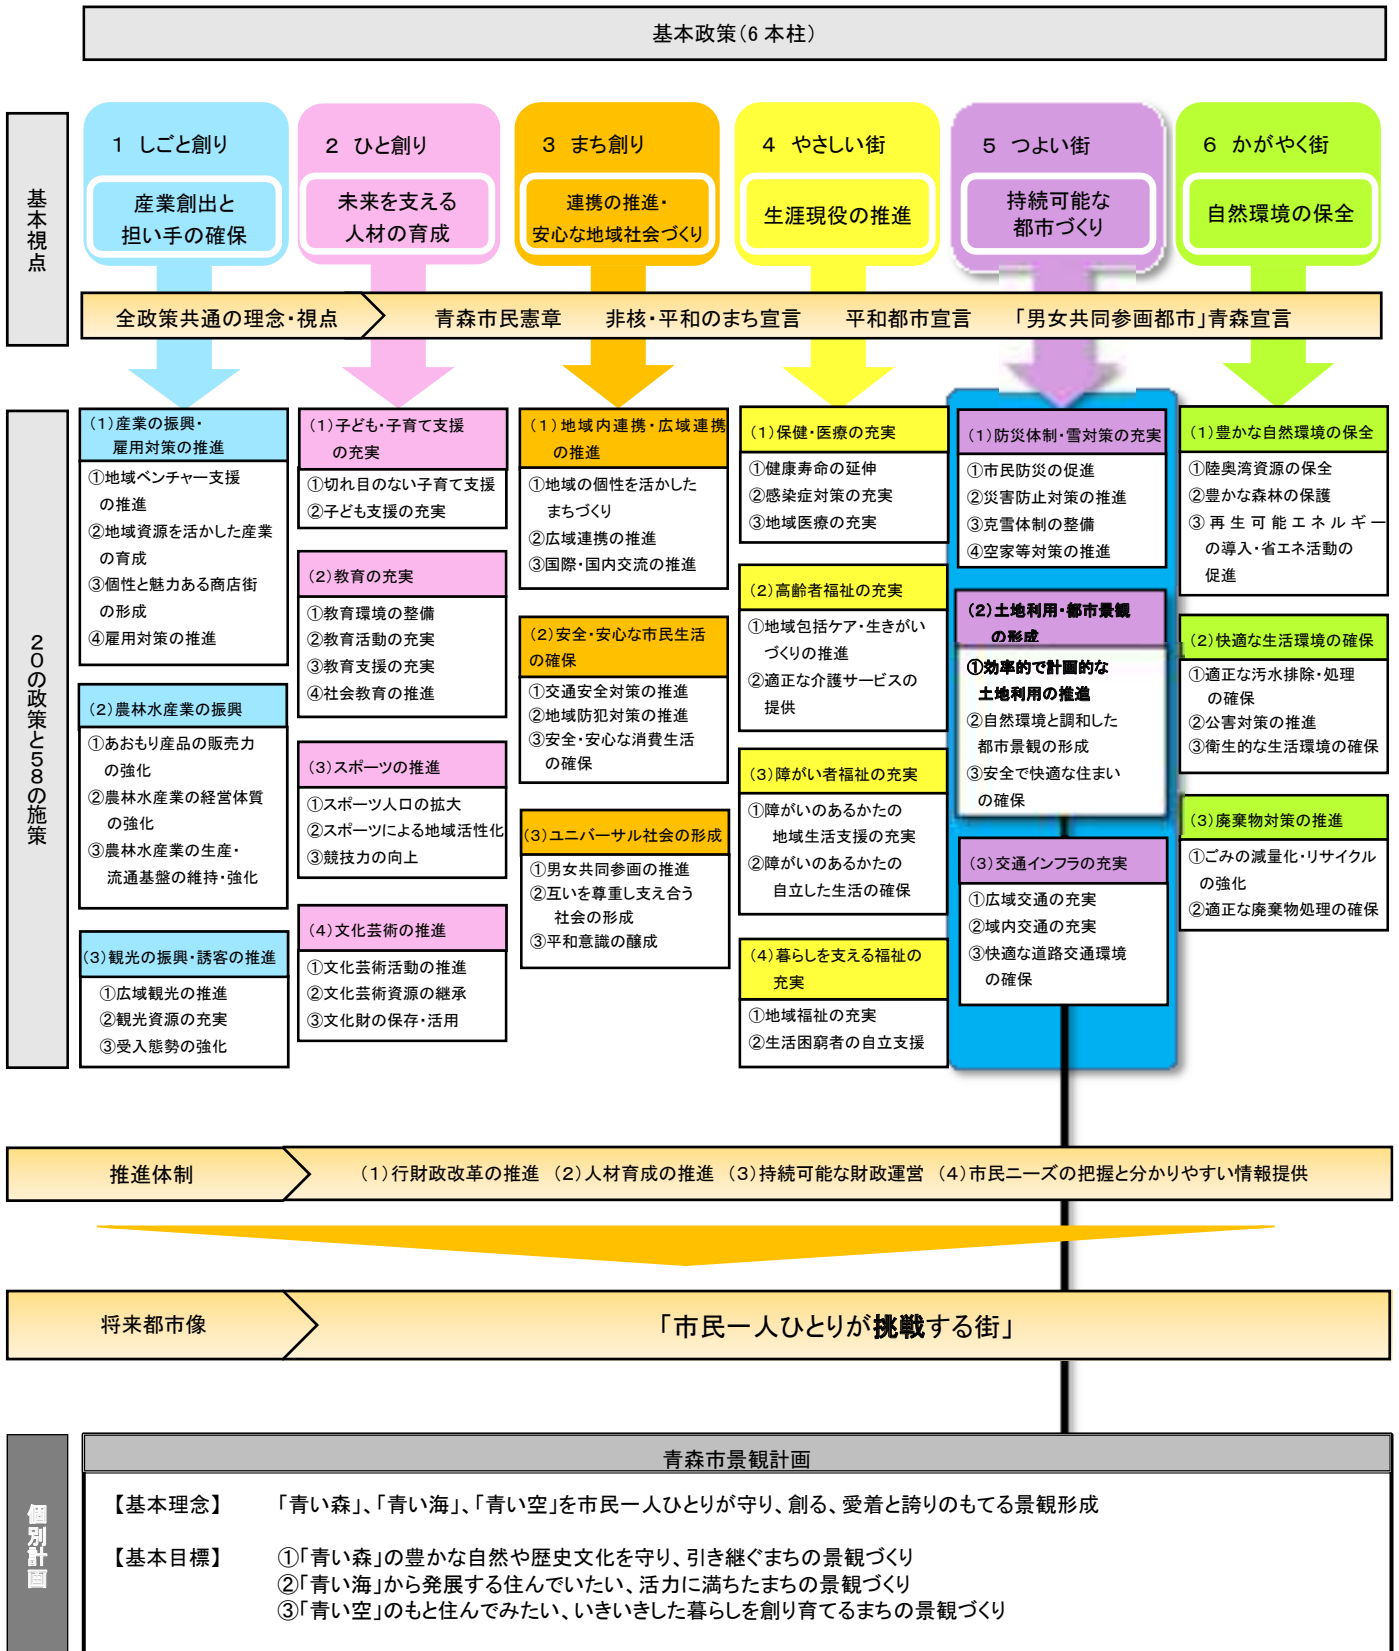 基本政策(6本柱)
基本視点
1 しごと創り
産業創出と
担い手の確保
2 ひと創り
未来を支える
人材の育成
3 まち創り
連携の推進・
安心な地域社会づくり
4 やさしい街
生涯現役の推進
5 つよい街
持続可能な
都市づくり
6 かがやく街
自然環境の保全
全政策共通の理念・視点
青森市民憲章 非核・平和のまち宣言 平和都市宣言 「男女共同参画都市」青森宣言
20の政策と58の施策
(1)産業の振興・
雇用対策の推進
①地域ベンチャー支援
の推進
②地域資源を活かした産業
の育成
③個性と魅力ある商店街
の形成
④雇用対策の推進
(2)農林水産業の振興
①あおもり産品の販売力
の強化
②農林水産業の経営体質
の強化
③農林水産業の生産・
流通基盤の維持・強化
(3)観光の振興・誘客の推進
①広域観光の推進
②観光資源の充実
③受入態勢の強化
(1)子ども・子育て支援
の充実
①切れ目のない子育て支援
②子ども支援の充実
(2)教育の充実
①教育環境の整備
②教育活動の充実
③教育支援の充実
④社会教育の推進
(3)スポーツの推進
①スポーツ人口の拡大
②スポーツによる地域活性化
③競技力の向上
(4)文化芸術の推進
①文化芸術活動の推進
②文化芸術資源の継承
③文化財の保存・活用
(1)地域内連携・広域連携
の推進
①地域の個性を活かした
まちづくり
②広域連携の推進
③国際・国内交流の推進
(2)安全・安心な市民生活
の確保
①交通安全対策の推進
②地域防犯対策の推進
③安全・安心な消費生活
の確保
(3)ユニバーサル社会の形成
①男女共同参画の推進
②互いを尊重し支え合う
社会の形成
③平和意識の醸成
(1)保健・医療の充実
①健康寿命の延伸
②感染症対策の充実
③地域医療の充実
(2)高齢者福祉の充実
①地域包括ケア・生きがい
づくりの推進
②適正な介護サービスの
提供
(3)障がい者福祉の充実
①障がいのあるかたの
地域生活支援の充実
②障がいのあるかたの
自立した生活の確保
(4)暮らしを支える福祉の
充実
①地域福祉の充実
②生活困窮者の自立支援
(1)防災体制・雪対策の充実
①市民防災の促進
②災害防止対策の推進
③克雪体制の整備
④空家等対策の推進
(2)土地利用・都市景観
の形成
①効率的で計画的な
土地利用の推進
②自然環境と調和した
都市景観の形成
③安全で快適な住まい
の確保
(3)交通インフラの充実
①広域交通の充実
②域内交通の充実
③快適な道路交通環境
の確保
(1)豊かな自然環境の保全
①陸奥湾資源の保全
②豊かな森林の保護
③再生可能エネルギー
の導入・省エネ活動の
促進
(2)快適な生活環境の確保
①適正な汚水排除・処理
の確保
②公害対策の推進
③衛生的な生活環境の確保
(3)廃棄物対策の推進
①ごみの減量化・リサイクル
の強化
②適正な廃棄物処理の確保
推進体制
(1)行財政改革の推進 (2)人材育成の推進 (3)持続可能な財政運営 (4)市民ニーズの把握と分かりやすい情報提供
将来都市像
「市民一人ひとりが挑戦する街」
個別計画
青森市景観計画
【基本理念】 「青い森」、「青い海」、「青い空」を市民一人ひとりが守り、創る、愛着と誇りのもてる景観形成
【基本目標】 ①「青い森」の豊かな自然や歴史文化を守り、引き継ぐまちの景観づくり
②「青い海」から発展する住んでいたい、活力に満ちたまちの景観づくり
③「青い空」のもと住んでみたい、いきいきした暮らしを創り育てるまちの景観づくり